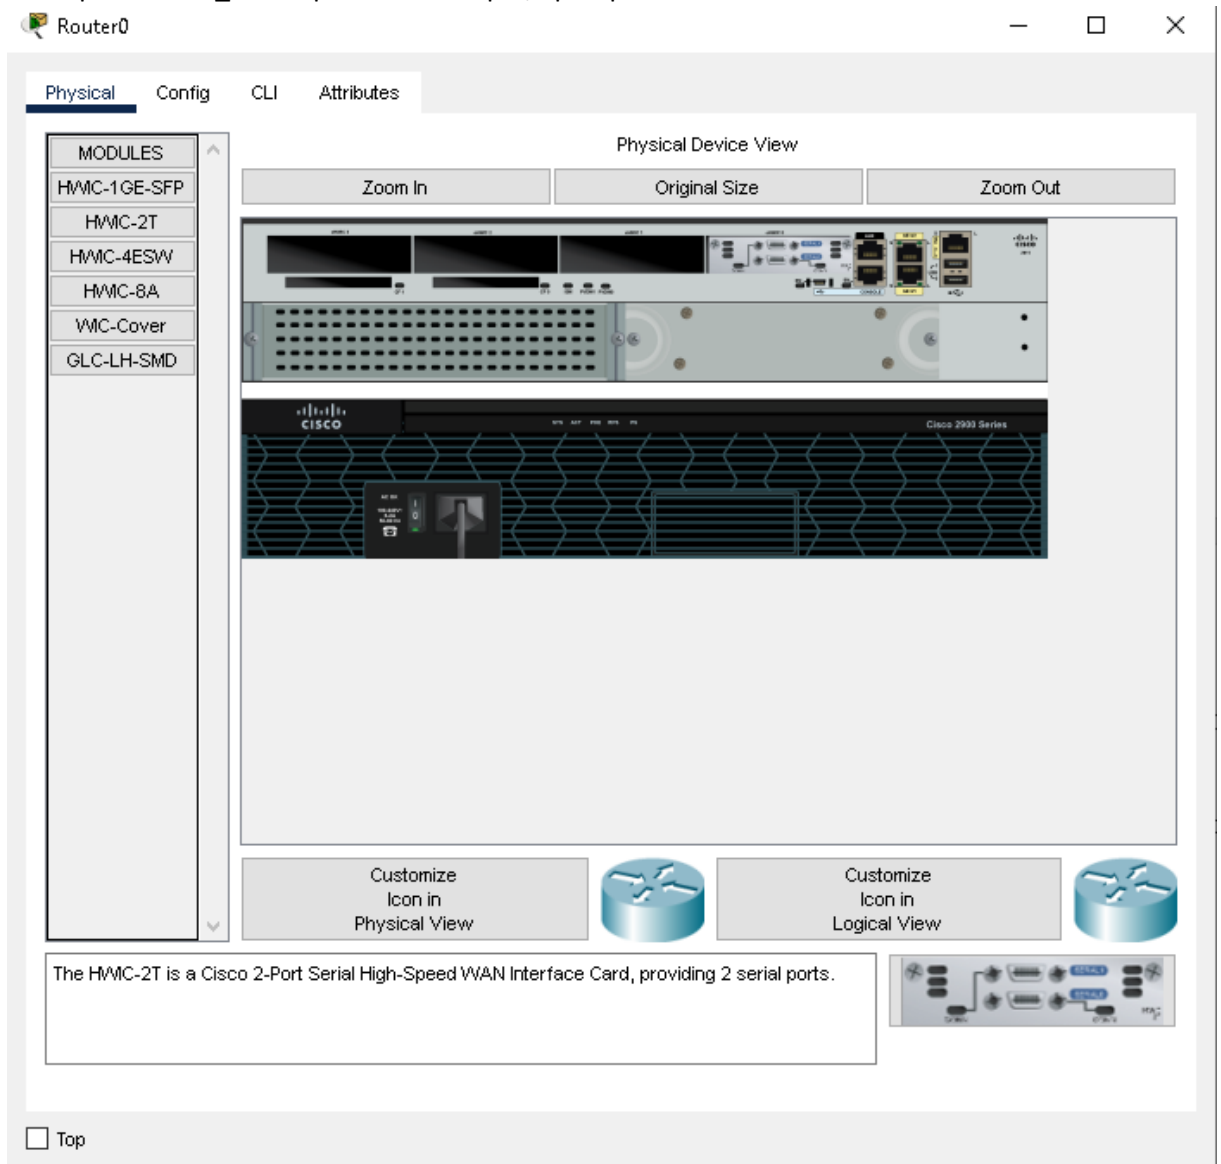 Router0
Physical Config CLI Attributes
MODULES
HWIC-1GE-SFP
HWIC-2T
HWIC-4ESW
HWIC-8A
WIC-Cover
GLC-LH-SMD
Physical Device View
Zoom In Original Size Zoom Out
CISCO
Cisco 2900 Series
Customize
Icon in
Physical View
Customize
Icon in
Logical View
The HWIC-2T is a Cisco 2-Port Serial High-Speed WAN Interface Card, providing 2 serial ports.
Top